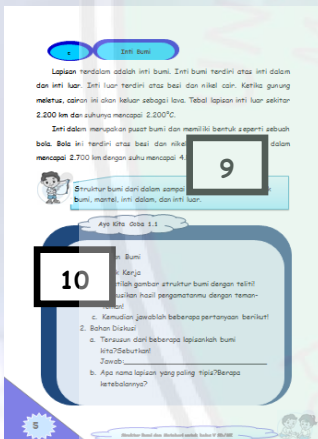 c Inti Bumi
Lapisan terdalam adalah inti bumi. Inti bumi terdiri atas inti dalam
dan inti luar. Inti luar terdiri atas besi dan nikel cair. Ketika gunung
meletus, cairan ini akan keluar sebagai lava. Tebal lapisan inti luar sekitar
2.200 km dan suhunya mencapai 2.200°C.
Inti dalam merupakan pusat bumi dan memiliki bentuk seperti sebuah
bola. Bola ini terdiri atas besi dan nikel dalam
mencapai 2.700 km dengan suhu mencapai 4.
9
Struktur bumi dari dalam sampai
bumi, mantel, inti dalam, dan inti luar.
Ayo Kita Coba 1.1
Bumi
10
Kerja
gambar struktur bumi dengan teliti!
hasil pengamatanmu dengan teman-
c. Kemudian jawablah beberapa pertanyaan berikut!
2. Bahan Diskusi
a. Tersusun dari beberapa lapisankah bumi
kita?Sebutkan!
Jawab:
b. Apa nama lapisan yang paling tipis?Berapa
ketebalannya?
5